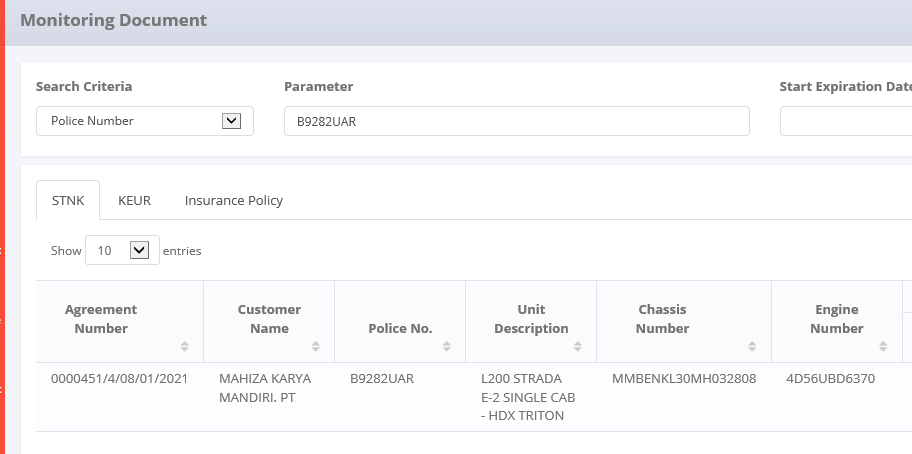 Monitoring Document
Search Criteria
Parameter
Start Expiration Date
Police Number
B9282UAR
STNK
KEUR
Insurance Policy
Show 10 entries
Agreement Number
Customer Name
Police No.
Unit Description
Chassis Number
Engine Number
0000451/4/08/01/2021
MAHIZA KARYA
MANDIRI. PT
B9282UAR
L200 STRADA
E-2 SINGLE CAB
- HDX TRITON
MMBENKL30MH032808
4D56UBD6370